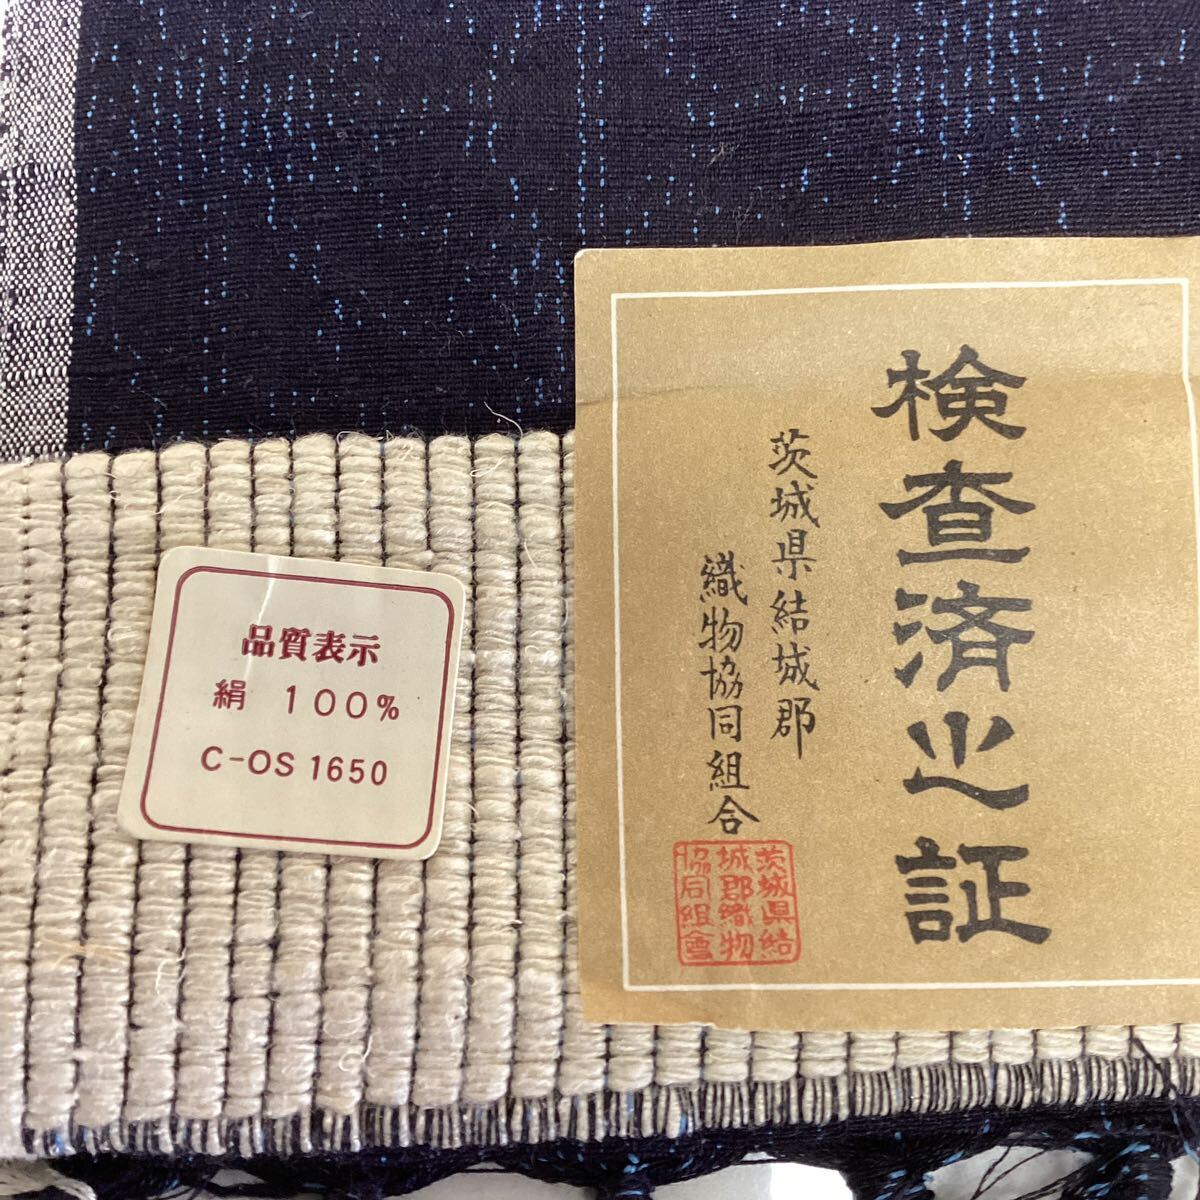 検査済之証
茨城県結城郡
織物協同組合
茨城県結
城郡織物
協同組會
品質表示
絹 100%
C-OS 1650